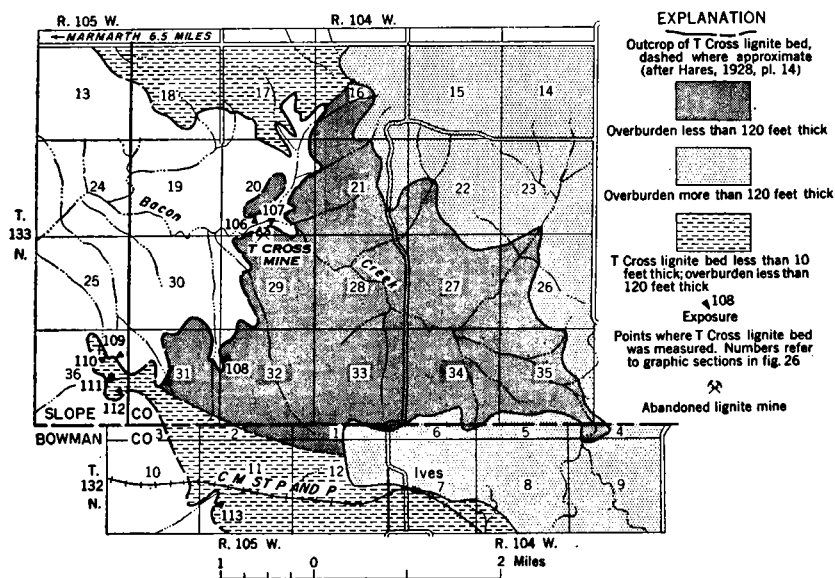 R. 105 W. R. 104 W.
← MARMARTH 6.5 MILES
13 18 17 16 15 14
24 19 20 21 22 23
Bacon
107
106
T CROSS
MINE
T.
133
N.
Creek
25 30 29 28 27 26
109
110
36
111
112
31 108 32 33 34 35
SLOPE CO
BOWMAN CO
3 2 1 6 5 4
T.
132
N.
10 11 12 7 8 9
Ives
C M ST P AND P
113
R. 105 W. R. 104 W.
1 0 2 Miles
EXPLANATION
Outcrop of T Cross lignite bed,
dashed where approximate
(after Hares, 1928, pl. 14)
Overburden less than 120 feet thick
Overburden more than 120 feet thick
T Cross lignite bed less than 10
feet thick; overburden less than
120 feet thick
108
Exposure
Points where T Cross lignite bed
was measured. Numbers refer
to graphic sections in fig. 26
Abandoned lignite mine